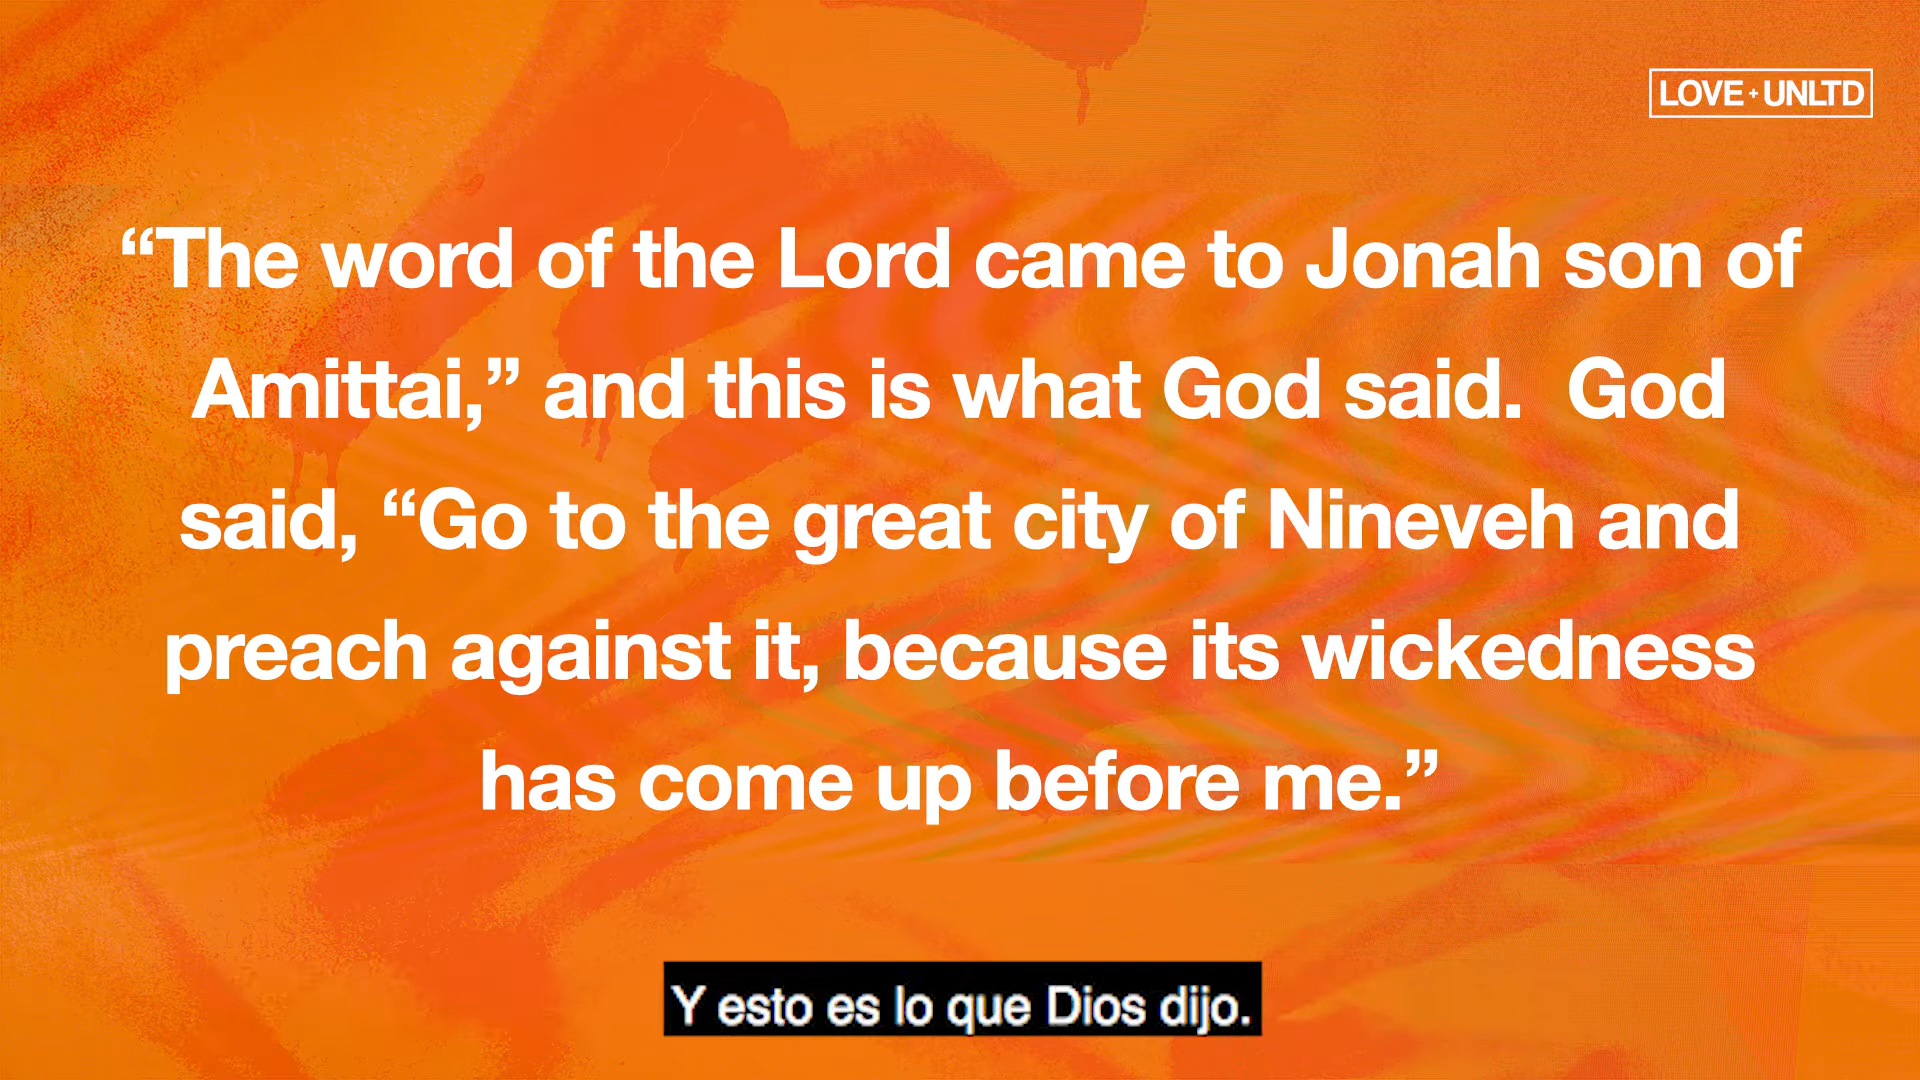 LOVE + UNLTD
“The word of the Lord came to Jonah son of
Amittai,” and this is what God said.  God
said, “Go to the great city of Nineveh and
preach against it, because its wickedness
has come up before me.”
Y esto es lo que Dios dijo.